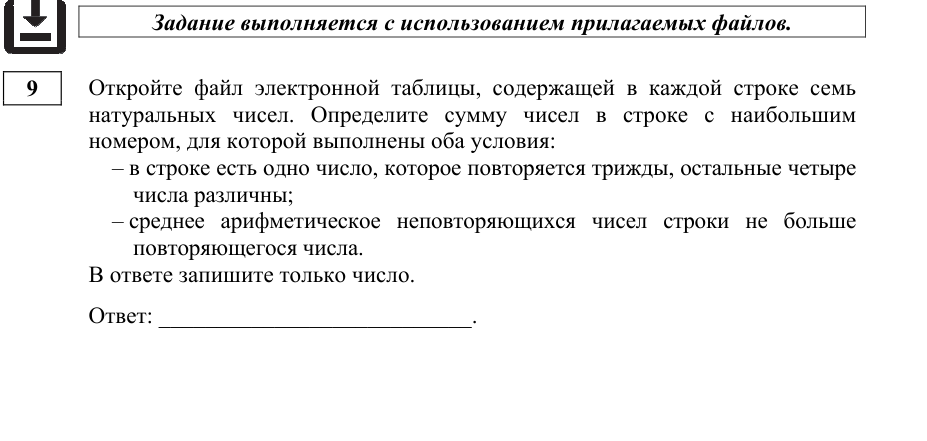 Задание выполняется с использованием прилагаемых файлов.
9
Откройте файл электронной таблицы, содержащей в каждой строке семь
натуральных чисел. Определите сумму чисел в строке с наибольшим
номером, для которой выполнены оба условия:
– в строке есть одно число, которое повторяется трижды, остальные четыре
числа различны;
– среднее арифметическое неповторяющихся чисел строки не больше
повторяющегося числа.
В ответе запишите только число.
Ответ: ___________________________.